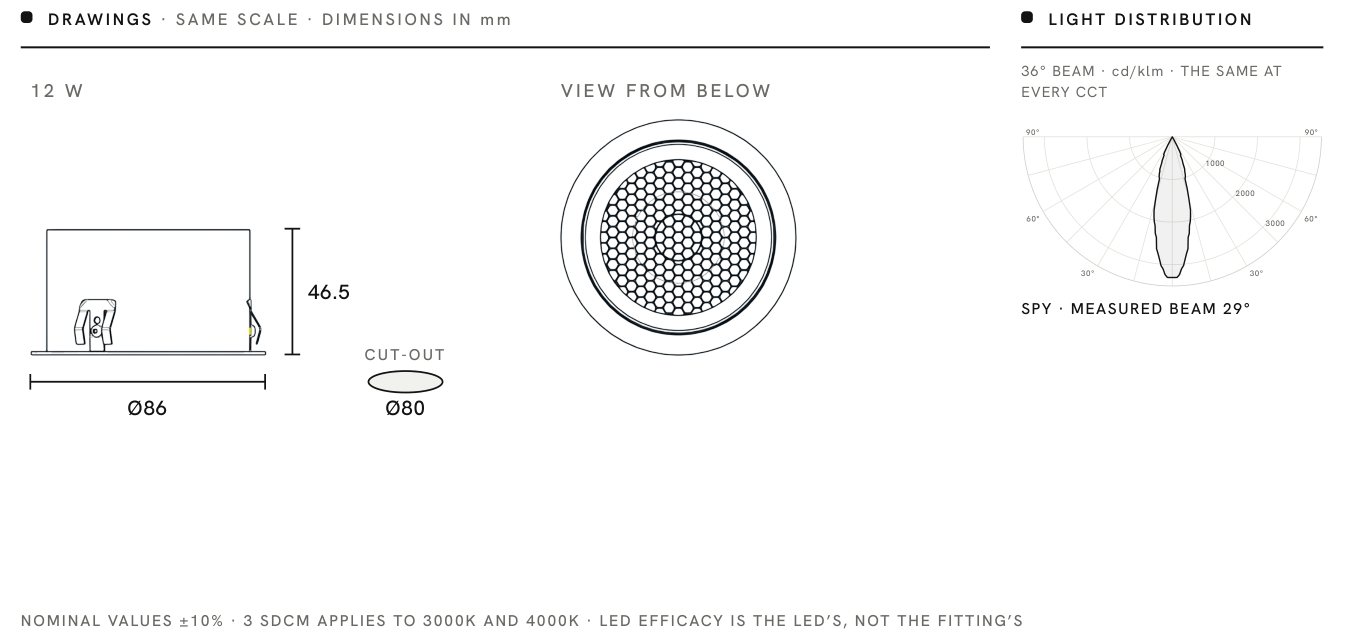 DRAWINGS · SAME SCALE · DIMENSIONS IN mm
LIGHT DISTRIBUTION
12 W
VIEW FROM BELOW
36° BEAM · cd/klm · THE SAME AT
EVERY CCT
90°
90°
1000
2000
3000
60°
60°
30°
30°
SPY · MEASURED BEAM 29°
46.5
CUT-OUT
Ø86
Ø80
NOMINAL VALUES ±10% · 3 SDCM APPLIES TO 3000K AND 4000K · LED EFFICACY IS THE LED’S, NOT THE FITTING’S